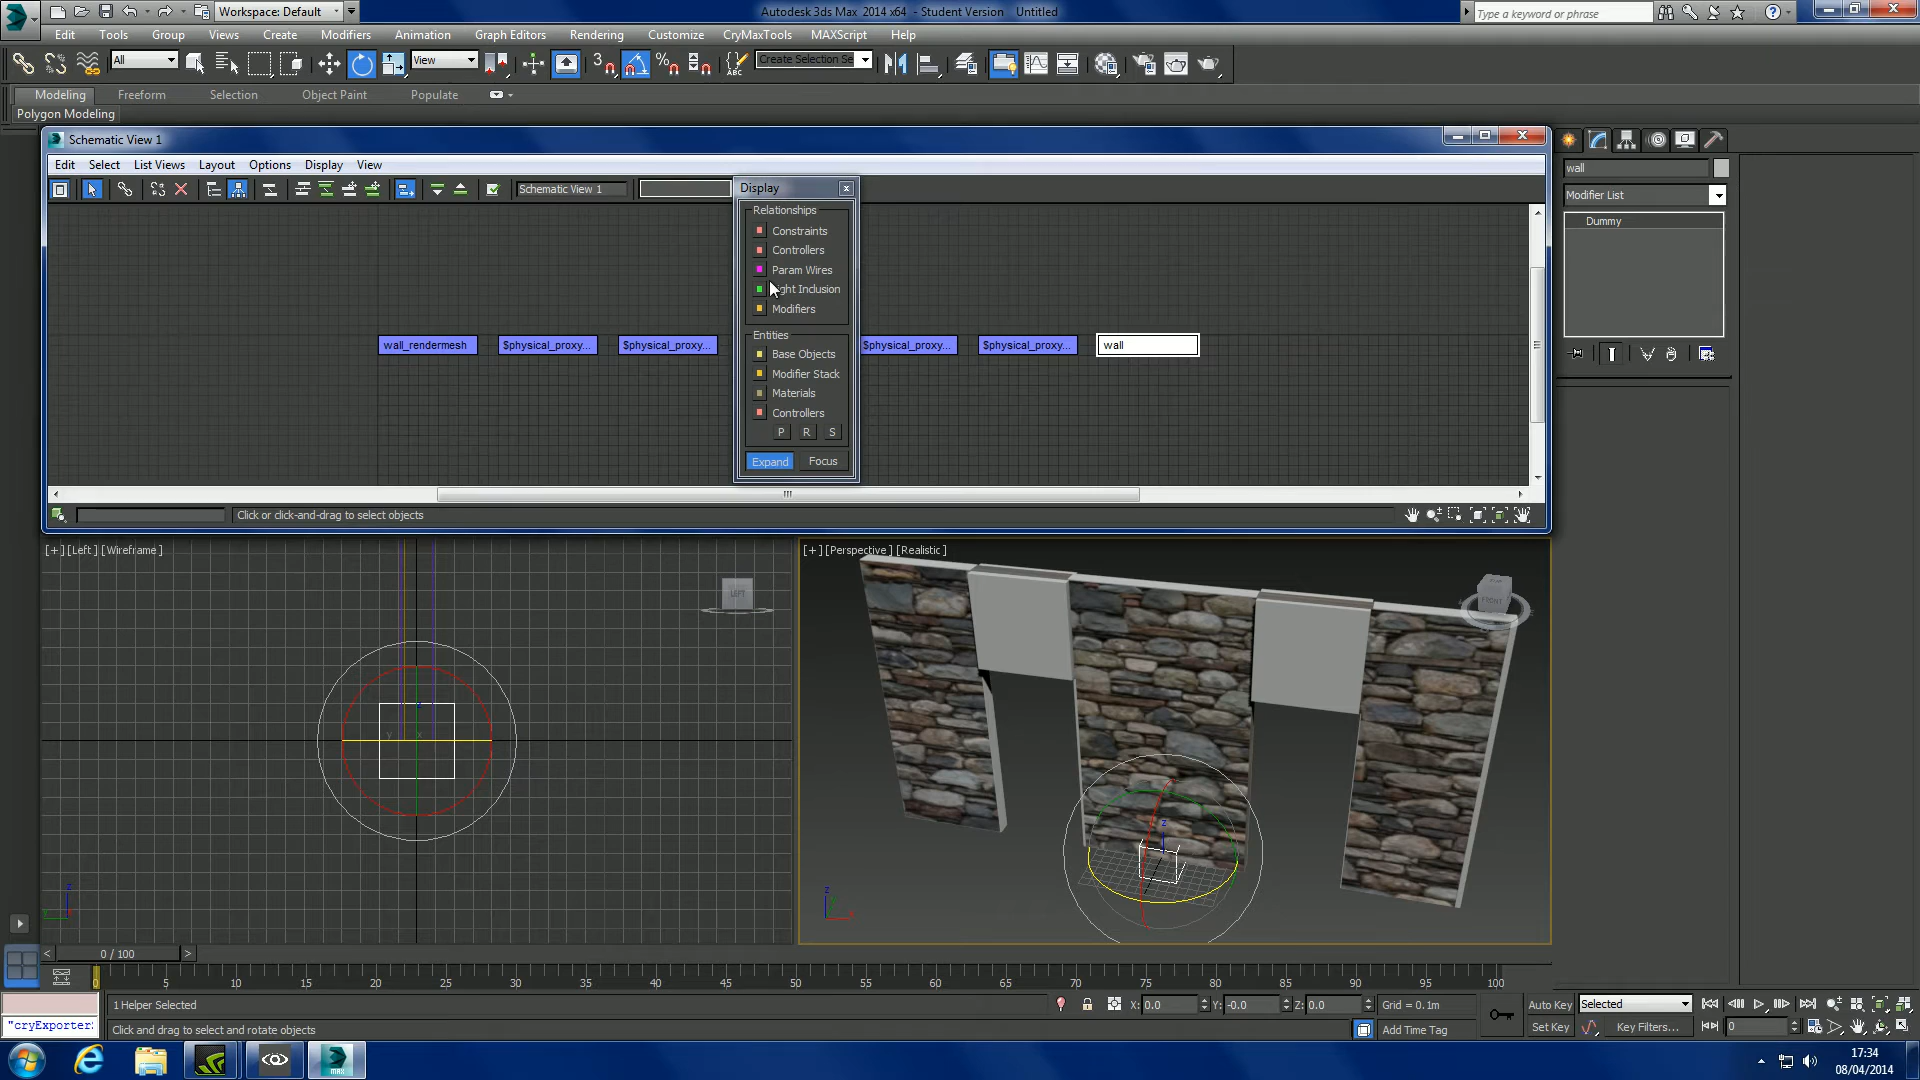 Workspace: Default
Autodesk 3ds Max 2014 x64 - Student Version Untitled
Type a keyword or phrase
Edit Tools Group Views Create Modifiers Animation Graph Editors Rendering Customize CryMaxTools MAXScript Help
All
View
Create Selection Se
Modeling Freeform Selection Object Paint Populate
Polygon Modeling
Schematic View 1
Edit Select List Views Layout Options Display View
Schematic View 1
Display
Relationships
Constraints
Controllers
Param Wires
Modifiers
Entities
Base Objects
Modifier Stack
Materials
Controllers
P R S
Expand Focus
wall_rendermesh
$physical_proxy...
$physical_proxy...
$physical_proxy...
$physical_proxy...
wall
Click or click-and-drag to select objects
wall
Modifier List
Dummy
[+] [Left] [Wireframe]
LEFT
[+] [Perspective] [Realistic]
FRONT
0 / 100
0 5 10 15 20 25 30 35 40 45 50 55 60 65 70 75 80 85 90 95 100
1 Helper Selected
X: 0.0 Y: -0.0 Z: 0.0 Grid = 0.1m
Auto Key Selected
"cryExporter:
Click and drag to select and rotate objects
Add Time Tag
Set Key Key Filters... 0
17:34
08/04/2014